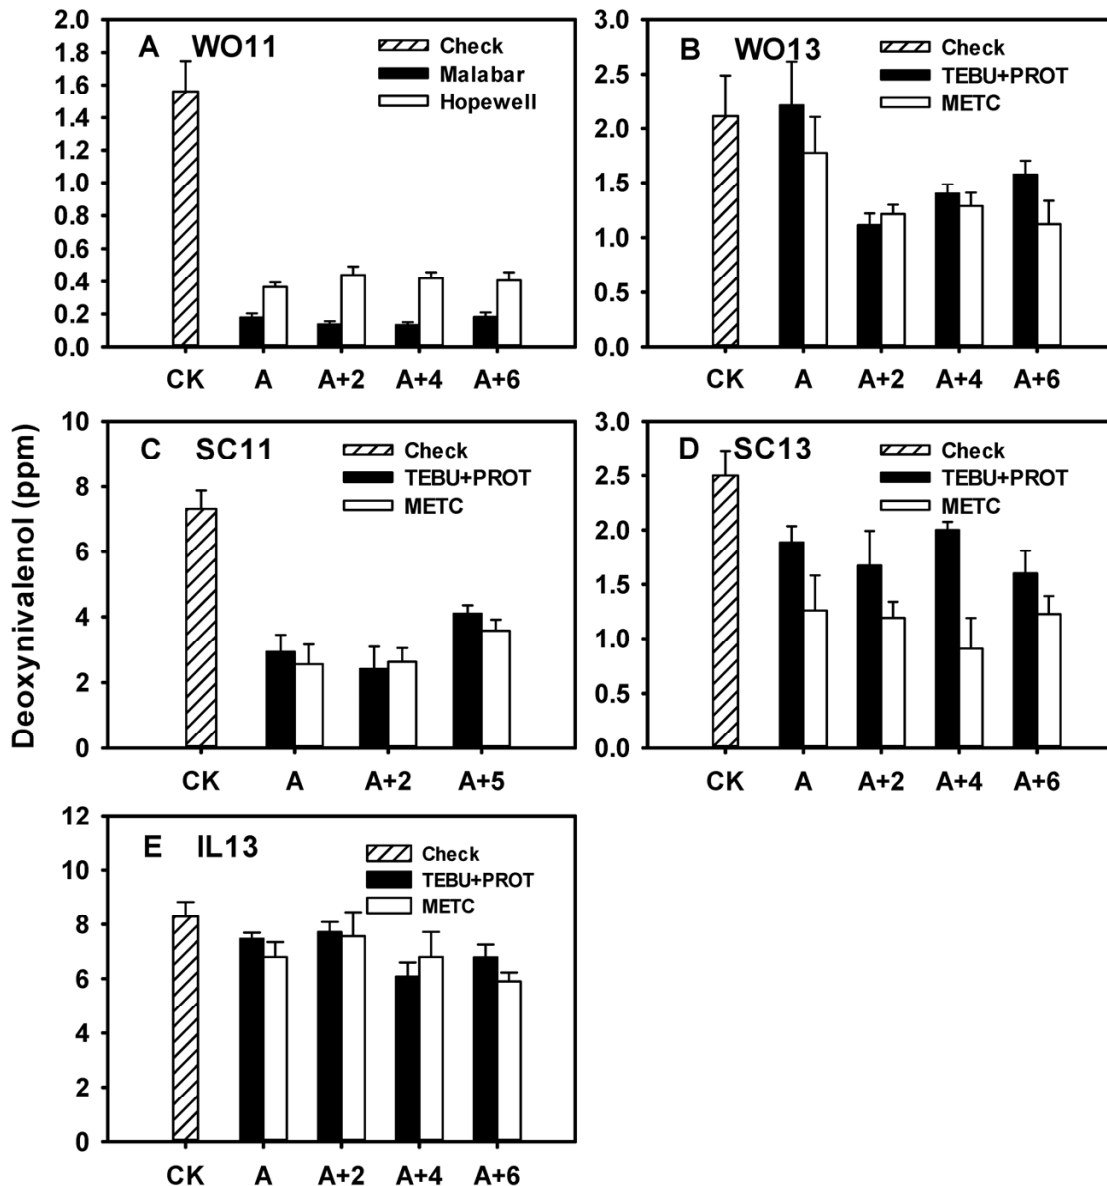 Deoxynivalenol (ppm)
A WO11
Check
Malabar
Hopewell
2.0
1.8
1.6
1.4
1.2
1.0
0.8
0.6
0.4
0.2
0.0
CK A A+2 A+4 A+6
B WO13
Check
TEBU+PROT
METC
3.0
2.5
2.0
1.5
1.0
0.5
0.0
CK A A+2 A+4 A+6
C SC11
Check
TEBU+PROT
METC
10
8
6
4
2
0
CK A A+2 A+5
D SC13
Check
TEBU+PROT
METC
3.0
2.5
2.0
1.5
1.0
0.5
0.0
CK A A+2 A+4 A+6
E IL13
Check
TEBU+PROT
METC
12
10
8
6
4
2
0
CK A A+2 A+4 A+6